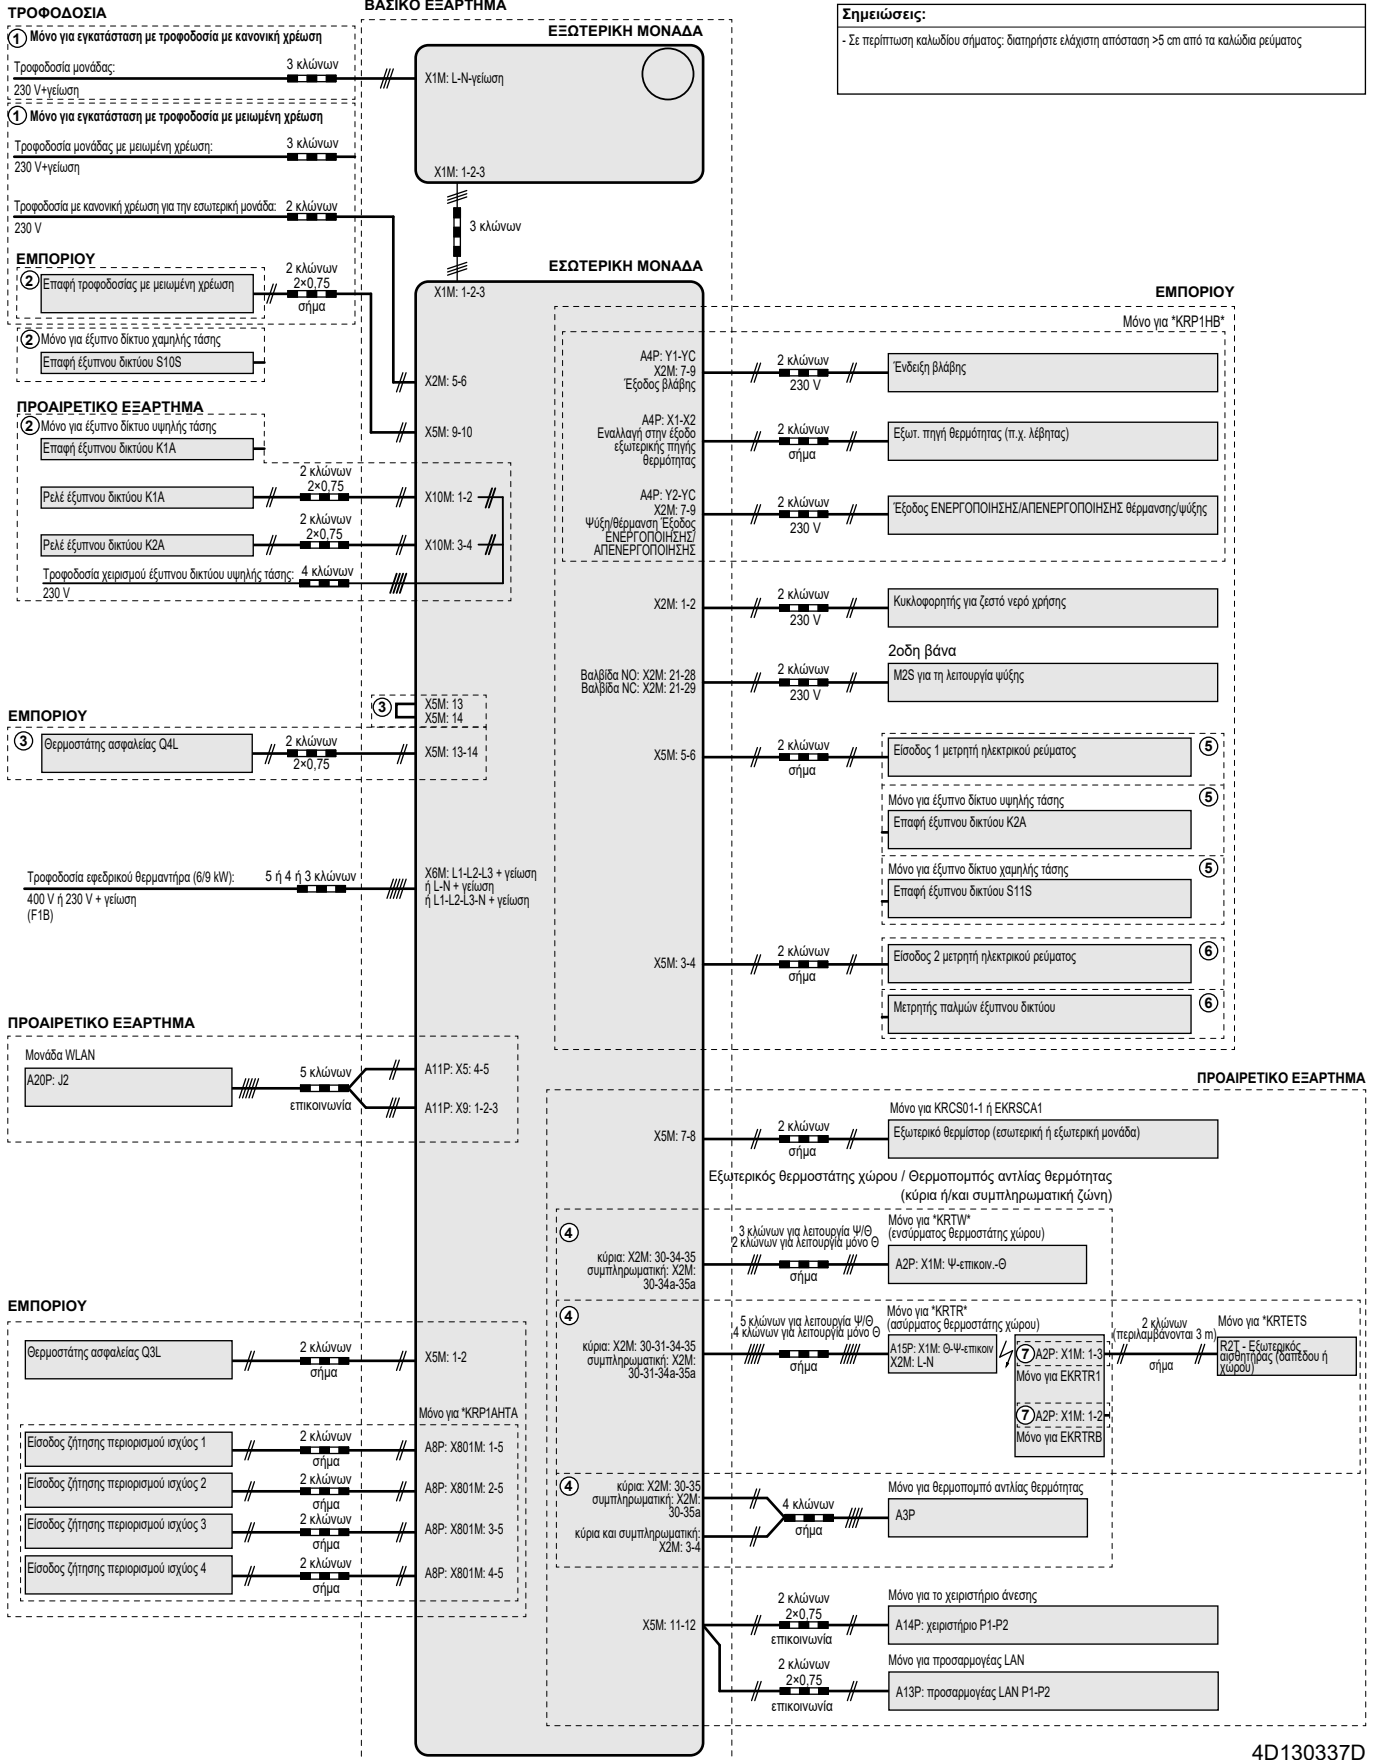 ΤΡΟΦΟΔΟΣΙΑ
① Μόνο για εγκατάσταση με τροφοδοσία με κανονική χρέωση
Τροφοδοσία μονάδας:
3 κλώνων
230 V+γείωση
① Μόνο για εγκατάσταση με τροφοδοσία με μειωμένη χρέωση
Τροφοδοσία μονάδας με μειωμένη χρέωση:
3 κλώνων
230 V+γείωση
Τροφοδοσία με κανονική χρέωση για την εσωτερική μονάδα:
2 κλώνων
230 V
ΕΜΠΟΡΙΟΥ
② Επαφή τροφοδοσίας με μειωμένη χρέωση
2 κλώνων
2×0,75
σήμα
② Μόνο για έξυπνο δίκτυο χαμηλής τάσης
Επαφή έξυπνου δικτύου S10S
ΠΡΟΑΙΡΕΤΙΚΟ ΕΞΑΡΤΗΜΑ
② Μόνο για έξυπνο δίκτυο υψηλής τάσης
Επαφή έξυπνου δικτύου K1A
Ρελέ έξυπνου δικτύου K1A
2 κλώνων
2×0,75
Ρελέ έξυπνου δικτύου K2A
2 κλώνων
2×0,75
Τροφοδοσία χειρισμού έξυπνου δικτύου υψηλής τάσης:
4 κλώνων
230 V
ΕΜΠΟΡΙΟΥ
③ Θερμοστάτης ασφαλείας Q4L
2 κλώνων
2×0,75
Τροφοδοσία εφεδρικού θερμαντήρα (6/9 kW):
5 ή 4 ή 3 κλώνων
400 V ή 230 V + γείωση
(F1B)
ΠΡΟΑΙΡΕΤΙΚΟ ΕΞΑΡΤΗΜΑ
Μονάδα WLAN
A20P: J2
5 κλώνων
επικοινωνία
ΕΜΠΟΡΙΟΥ
Θερμοστάτης ασφαλείας Q3L
2 κλώνων
σήμα
Μόνο για *KRP1AHTA
Είσοδος ζήτησης περιορισμού ισχύος 1
2 κλώνων
σήμα
Είσοδος ζήτησης περιορισμού ισχύος 2
2 κλώνων
σήμα
Είσοδος ζήτησης περιορισμού ισχύος 3
2 κλώνων
σήμα
Είσοδος ζήτησης περιορισμού ισχύος 4
2 κλώνων
σήμα
ΒΑΣΙΚΟ ΕΞΑΡΤΗΜΑ
ΕΞΩΤΕΡΙΚΗ ΜΟΝΑΔΑ
X1M: L-N-γείωση
X1M: 1-2-3
3 κλώνων
ΕΣΩΤΕΡΙΚΗ ΜΟΝΑΔΑ
X1M: 1-2-3
X2M: 5-6
X5M: 9-10
X10M: 1-2
X10M: 3-4
③
X5M: 13
X5M: 14
X5M: 13-14
X6M: L1-L2-L3 + γείωση
ή L-N + γείωση
ή L1-L2-L3-N + γείωση
A11P: X5: 4-5
A11P: X9: 1-2-3
X5M: 1-2
A8P: X801M: 1-5
A8P: X801M: 2-5
A8P: X801M: 3-5
A8P: X801M: 4-5
Σημειώσεις:
- Σε περίπτωση καλωδίου σήματος: διατηρήστε ελάχιστη απόσταση >5 cm από τα καλώδια ρεύματος
ΕΜΠΟΡΙΟΥ
Μόνο για *KRP1HB*
A4P: Y1-YC
X2M: 7-9
Έξοδος βλάβης
2 κλώνων
230 V
Ένδειξη βλάβης
A4P: X1-X2
Εναλλαγή στην έξοδο
εξωτερικής πηγής
θερμότητας
2 κλώνων
σήμα
Εξωτ. πηγή θερμότητας (π.χ. λέβητας)
A4P: Y2-YC
X2M: 7-9
Ψύξη/θέρμανση Έξοδος
ΕΝΕΡΓΟΠΟΙΗΣΗΣ/
ΑΠΕΝΕΡΓΟΠΟΙΗΣΗΣ
2 κλώνων
230 V
Έξοδος ΕΝΕΡΓΟΠΟΙΗΣΗΣ/ΑΠΕΝΕΡΓΟΠΟΙΗΣΗΣ θέρμανσης/ψύξης
X2M: 1-2
2 κλώνων
230 V
Κυκλοφορητής για ζεστό νερό χρήσης
2οδη βάνα
Βαλβίδα NO: X2M: 21-28
Βαλβίδα NC: X2M: 21-29
2 κλώνων
230 V
M2S για τη λειτουργία ψύξης
X5M: 5-6
2 κλώνων
σήμα
Είσοδος 1 μετρητή ηλεκτρικού ρεύματος ⑤
Μόνο για έξυπνο δίκτυο υψηλής τάσης ⑤
Επαφή έξυπνου δικτύου K2A
Μόνο για έξυπνο δίκτυο χαμηλής τάσης ⑤
Επαφή έξυπνου δικτύου S11S
X5M: 3-4
2 κλώνων
σήμα
Είσοδος 2 μετρητή ηλεκτρικού ρεύματος ⑥
Μετρητής παλμών έξυπνου δικτύου ⑥
ΠΡΟΑΙΡΕΤΙΚΟ ΕΞΑΡΤΗΜΑ
Μόνο για KRCS01-1 ή EKRSCA1
X5M: 7-8
2 κλώνων
σήμα
Εξωτερικό θερμίστορ (εσωτερική ή εξωτερική μονάδα)
Εξωτερικός θερμοστάτης χώρου / Θερμοπομπός αντλίας θερμότητας
(κύρια ή/και συμπληρωματική ζώνη)
④
κύρια: X2M: 30-34-35
συμπληρωματική: X2M:
30-34a-35a
3 κλώνων για λειτουργία Ψ/Θ
2 κλώνων για λειτουργία μόνο Θ
σήμα
Μόνο για *KRTW*
(ενσύρματος θερμοστάτης χώρου)
A2P: X1M: Ψ-επικοιν.-Θ
④
κύρια: X2M: 30-31-34-35
συμπληρωματική: X2M:
30-31-34a-35a
5 κλώνων για λειτουργία Ψ/Θ
4 κλώνων για λειτουργία μόνο Θ
σήμα
Μόνο για *KRTR*
(ασύρματος θερμοστάτης χώρου)
A15P: X1M: Θ-Ψ-επικοιν
X2M: L-N
⑦ A2P: X1M: 1-3
Μόνο για EKRTR1
⑦ A2P: X1M: 1-2
Μόνο για EKRTRB
2 κλώνων
(περιλαμβάνονται 3 m)
σήμα
Μόνο για *KRTETS
R2T - Εξωτερικός
αισθητήρας (δαπέδου ή
χώρου)
④
κύρια: X2M: 30-35
συμπληρωματική: X2M:
30-35a
κύρια και συμπληρωματική:
X2M: 3-4
4 κλώνων
σήμα
Μόνο για θερμοπομπό αντλίας θερμότητας
A3P
X5M: 11-12
2 κλώνων
2×0,75
επικοινωνία
Μόνο για το χειριστήριο άνεσης
A14P: χειριστήριο P1-P2
2 κλώνων
2×0,75
επικοινωνία
Μόνο για προσαρμογέας LAN
A13P: προσαρμογέας LAN P1-P2
4D130337D